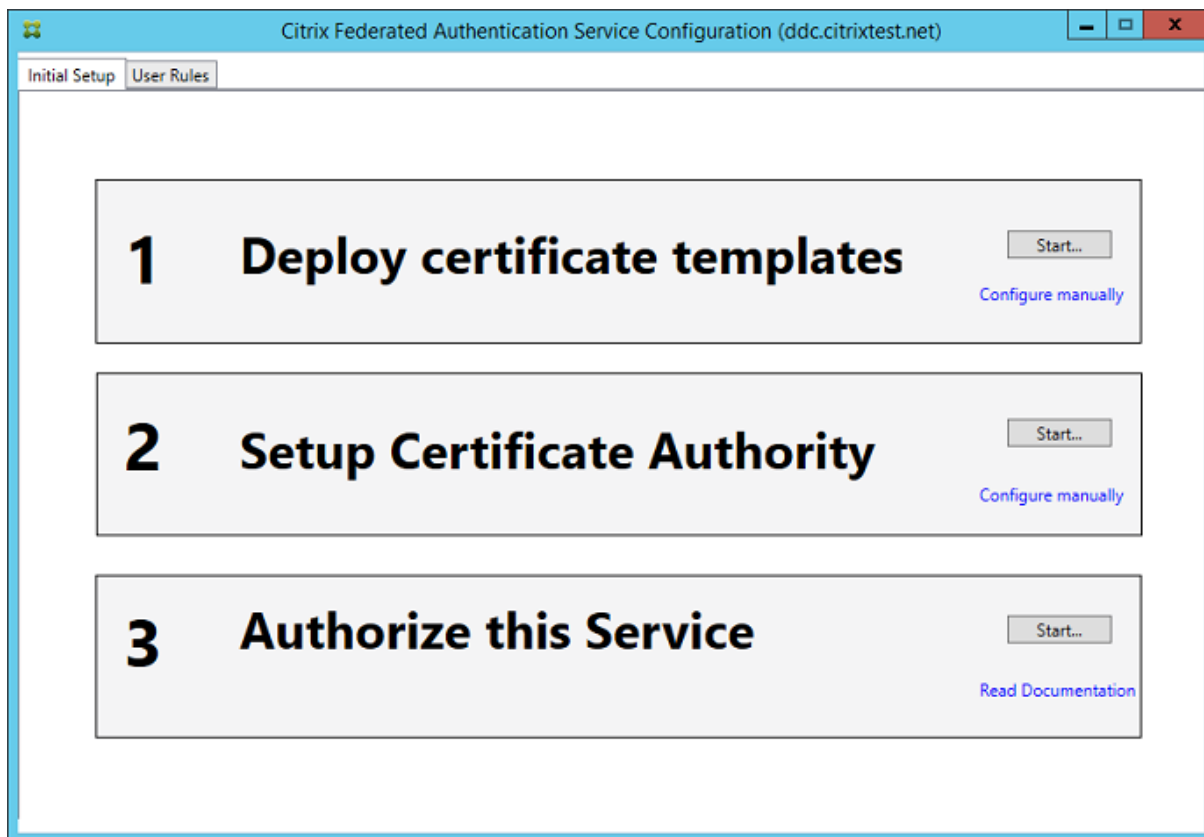 Citrix Federated Authentication Service Configuration (ddc.citrixtest.net)
Initial Setup
User Rules
1
Deploy certificate templates
Start...
Configure manually
2
Setup Certificate Authority
Start...
Configure manually
3
Authorize this Service
Start...
Read Documentation